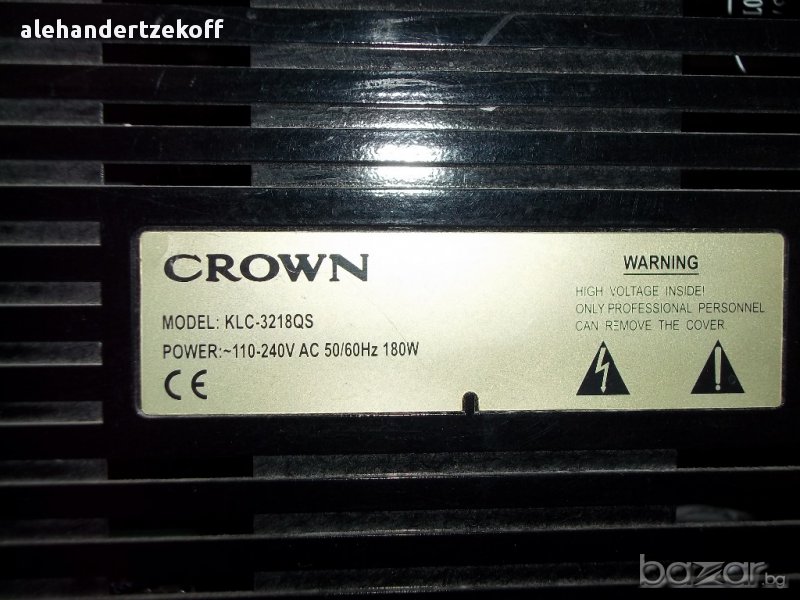 alehandertzekoff
CROWN
MODEL: KLC-3218QS
POWER:~110-240V AC 50/60Hz 180W
CE
WARNING
HIGH VOLTAGE INSIDE!
ONLY PROFESSIONAL PERSONNEL
CAN REMOVE THE COVER
bazar.bg